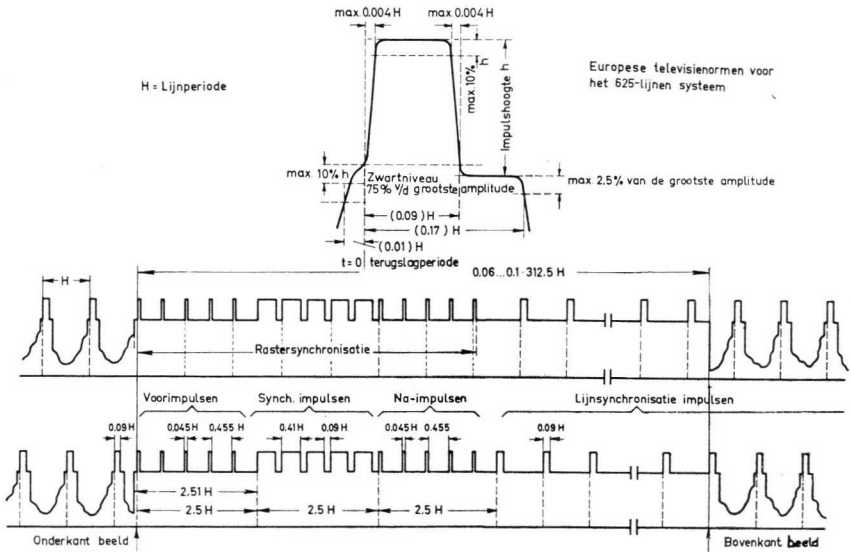 max. 0.004 H
max. 0.004 H
Europese televisienormen voor
het 625-lijnen systeem
H = Lijnperiode
max. 10%
h
Impulshoogte h
max 10% h
Zwartniveau
75% v/d grootste amplitude
max. 2.5% van de grootste amplitude
(0.09) H
(0.17) H
(0.01) H
t=0 terugslagperiode
0.06...0.1·312.5 H
H
Rastersynchronisatie
Voorimpulsen
Synch. impulsen
Na-impulsen
Lijnsynchronisatie impulsen
0.09 H
0.045 H
0.455 H
0.41 H
0.09 H
0.045 H
0.455
0.09 H
2.51 H
2.5 H
2.5 H
2.5 H
Onderkant beeld
Bovenkant beeld